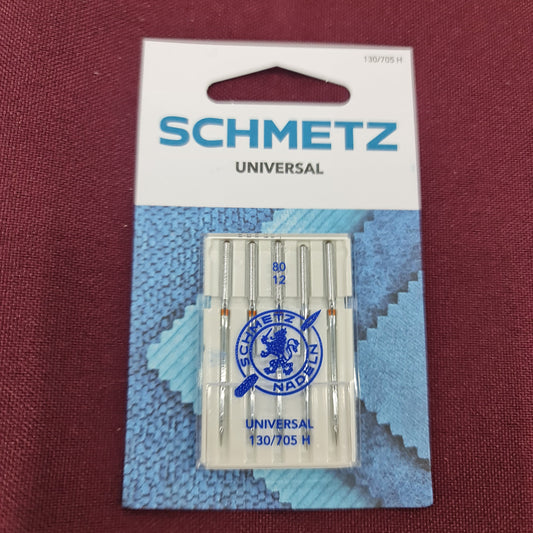 130/705 H
SCHMETZ
UNIVERSAL
80
12
SCHMETZ
NADELN
UNIVERSAL
130/705 H